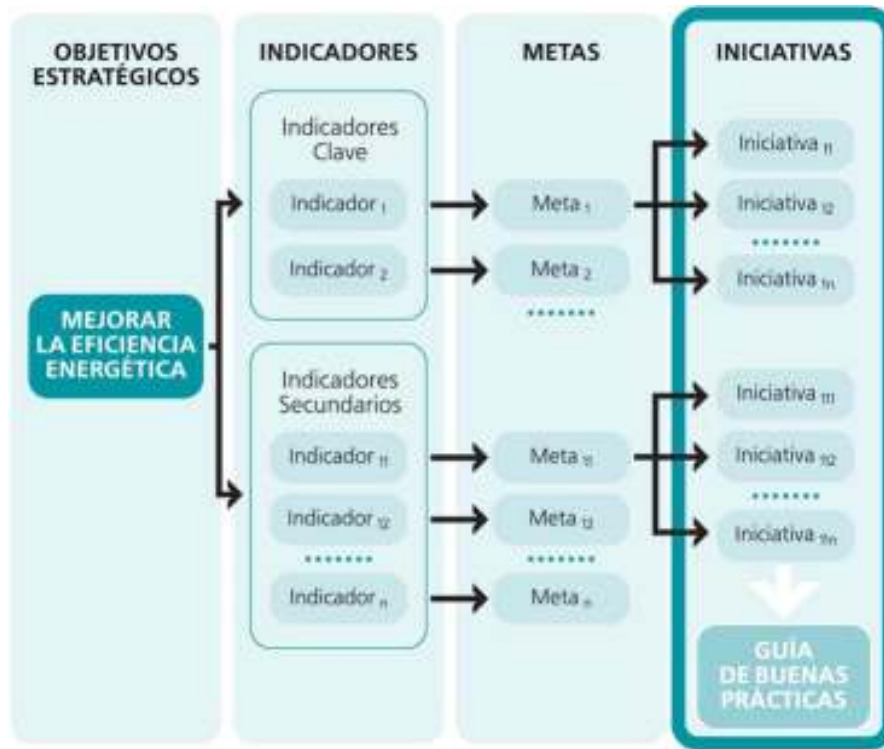 OBJETIVOS
ESTRATÉGICOS
MEJORAR
LA EFICIENCIA
ENERGÉTICA
INDICADORES
Indicadores
Clave
Indicador 1
Indicador 2
Indicadores
Secundarios
Indicador 11
Indicador 12
Indicador n
METAS
Meta 1
Meta 2
Meta 11
Meta 12
Meta n
INICIATIVAS
Iniciativa 11
Iniciativa 12
Iniciativa 1n
Iniciativa 111
Iniciativa 112
Iniciativa 11n
GUÍA
DE BUENAS
PRÁCTICAS